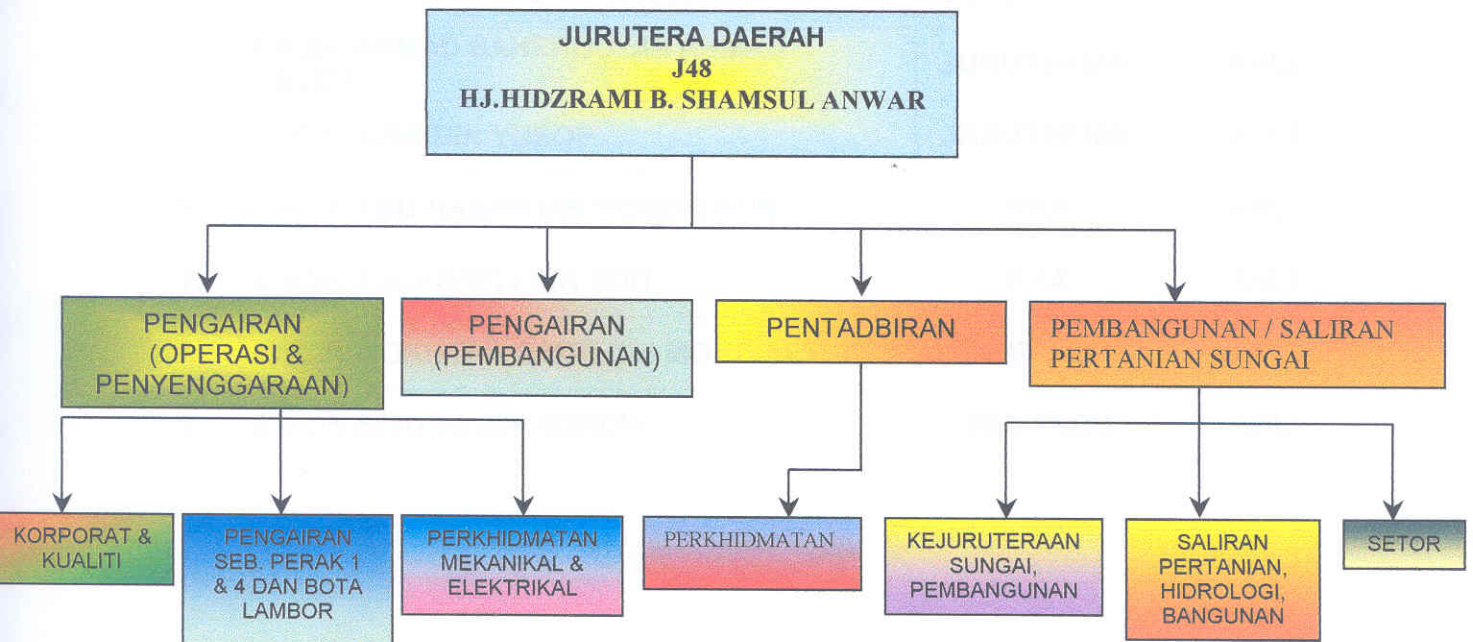 JURUTERA DAERAH
J48
HJ.HIDZRAMI B. SHAMSUL ANWAR
PENGAIRAN
(OPERASI &
PENYENGGARAAN)
PENGAIRAN
(PEMBANGUNAN)
PENTADBIRAN
PEMBANGUNAN / SALIRAN
PERTANIAN SUNGAI
KORPORAT &
KUALITI
PENGAIRAN
SEB. PERAK 1
& 4 DAN BOTA
LAMBOR
PERKHIDMATAN
MEKANIKAL &
ELEKTRIKAL
PERKHIDMATAN
KEJURUTERAAN
SUNGAI,
PEMBANGUNAN
SALIRAN
PERTANIAN,
HIDROLOGI,
BANGUNAN
SETOR